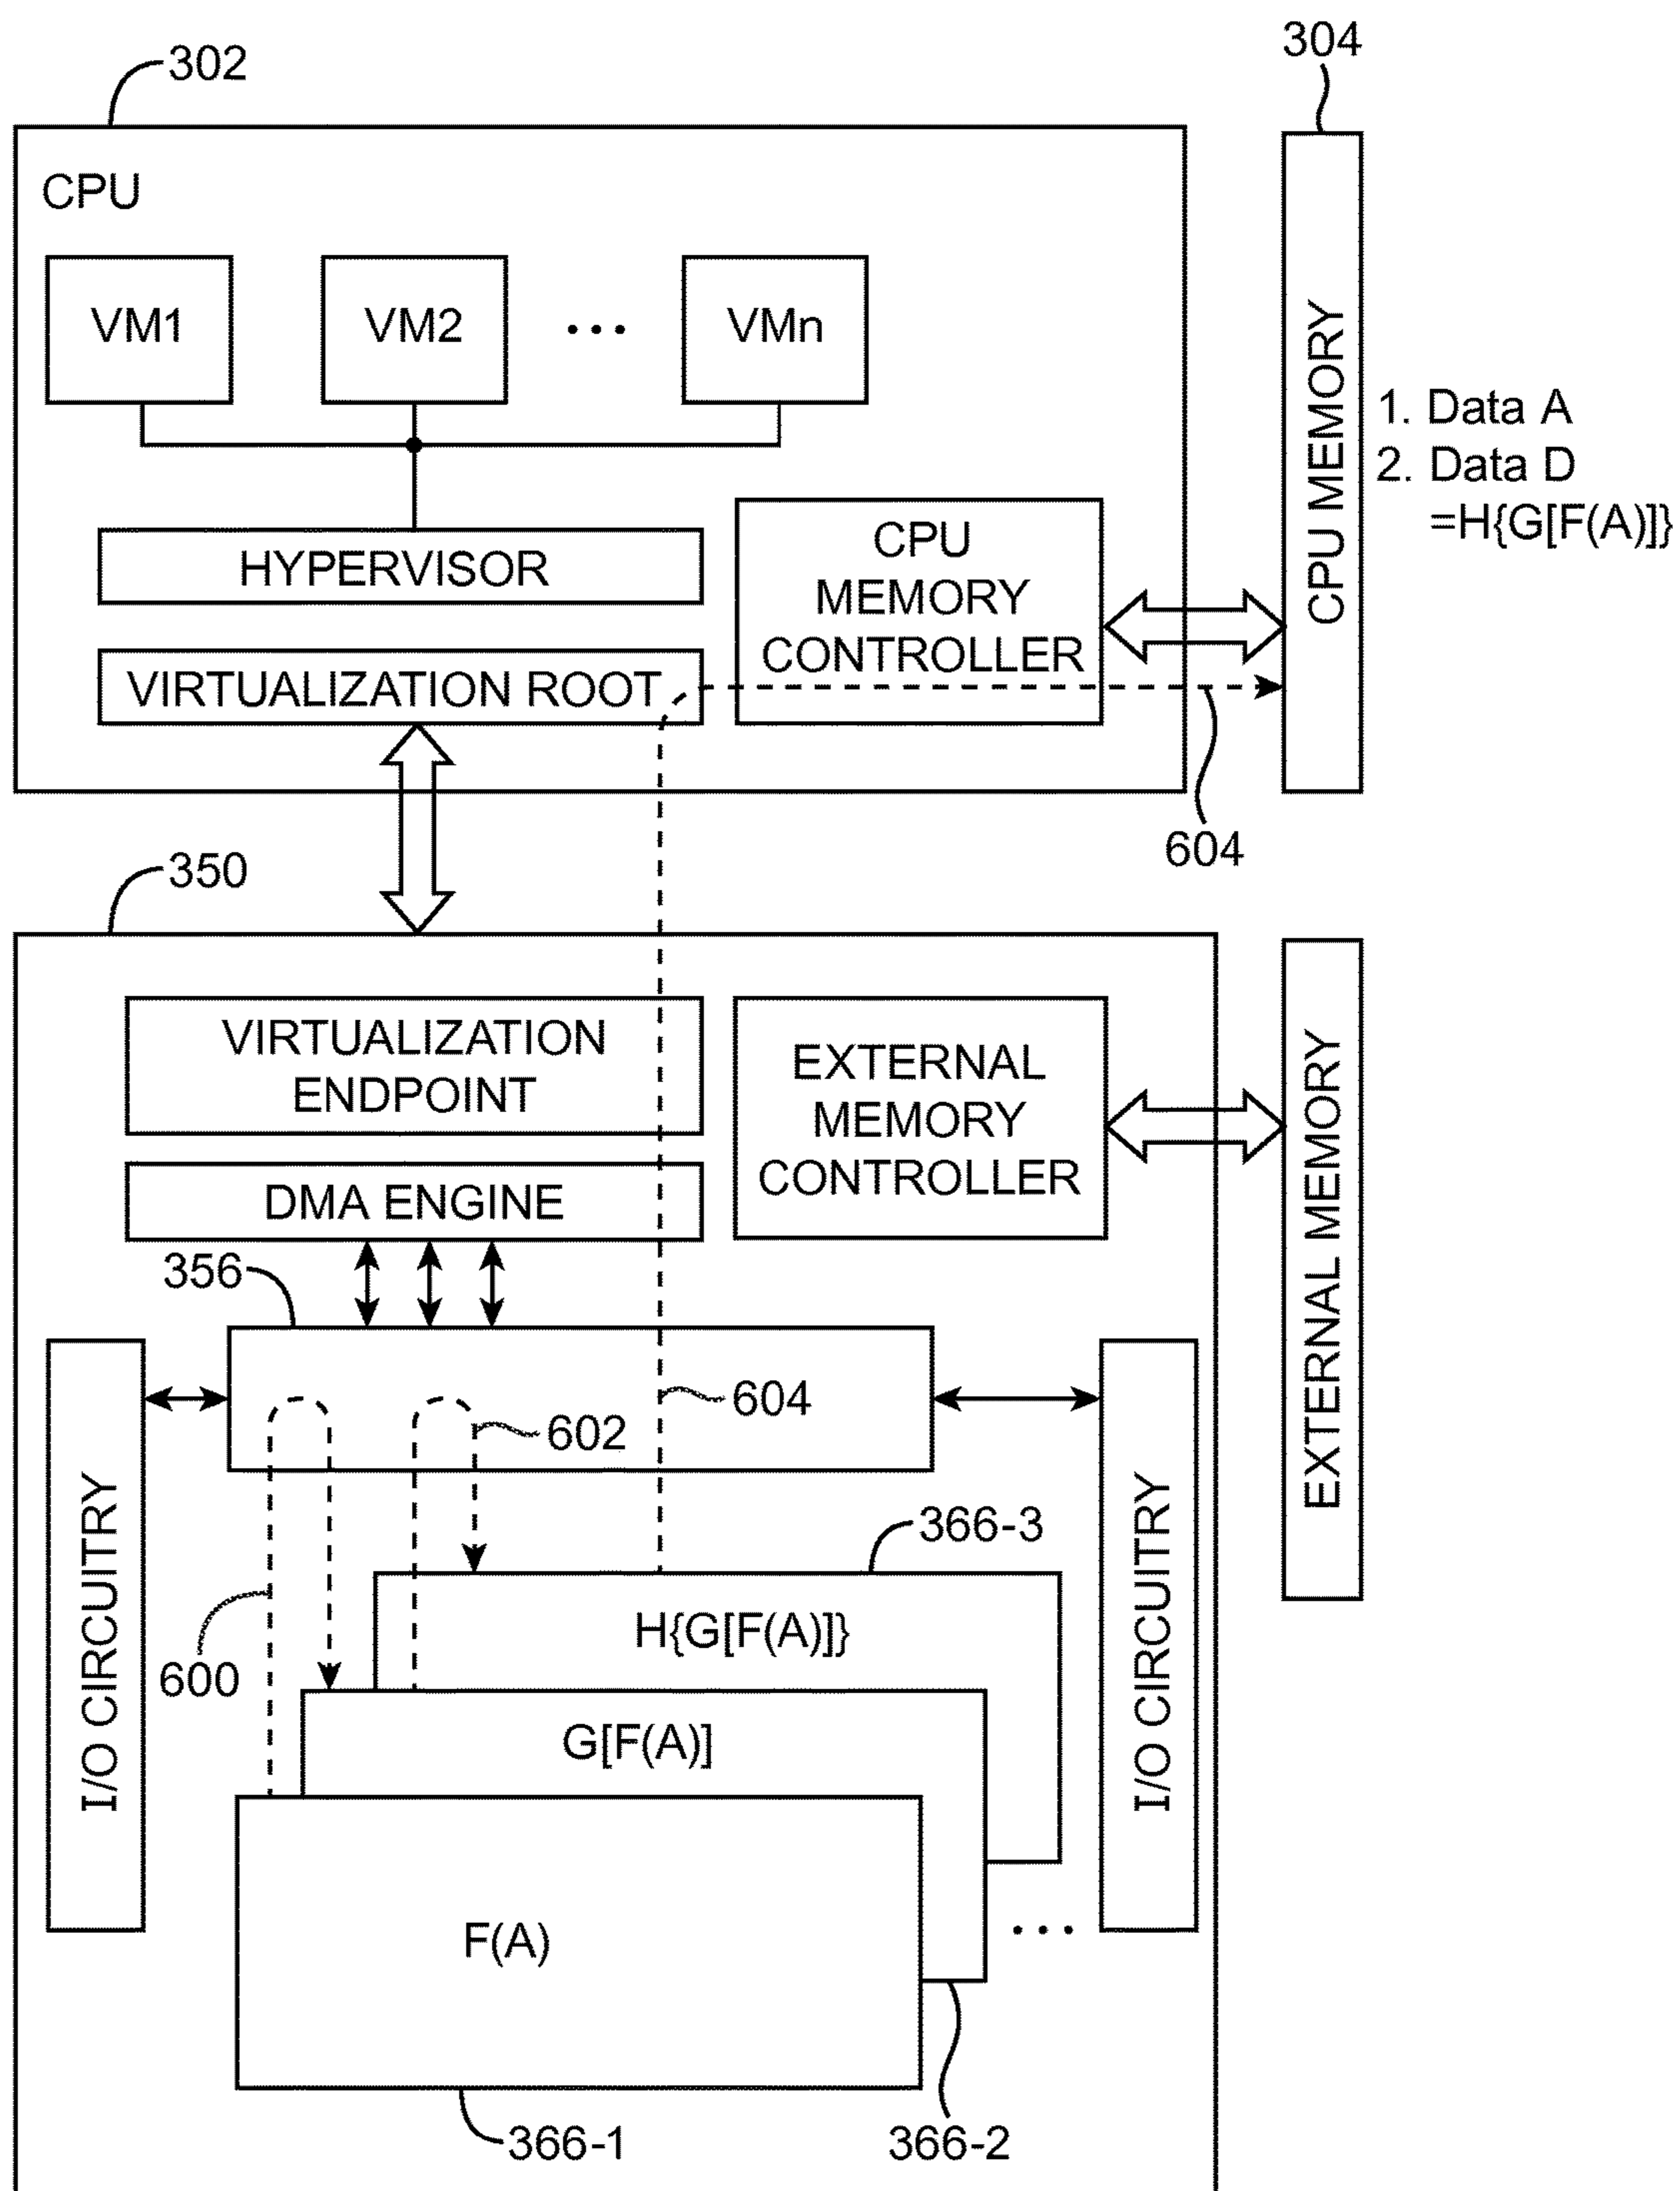 302
304
CPU
VM1
VM2
...
VMn
CPU MEMORY
1. Data A
2. Data D
=H{G[F(A)]}
HYPERVISOR
CPU
MEMORY
CONTROLLER
VIRTUALIZATION ROOT
604
350
VIRTUALIZATION
ENDPOINT
EXTERNAL
MEMORY
CONTROLLER
EXTERNAL MEMORY
DMA ENGINE
356
604
602
I/O CIRCUITRY
I/O CIRCUITRY
366-3
600
H{G[F(A)]}
G[F(A)]
F(A)
...
366-1
366-2